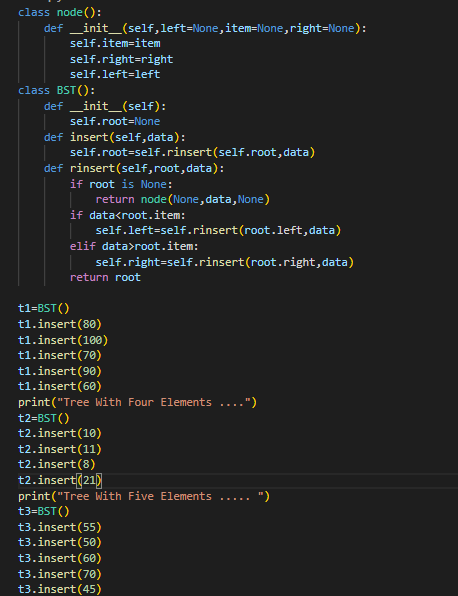 class node():
    def __init__(self,left=None,item=None,right=None):
        self.item=item
        self.right=right
        self.left=left
class BST():
    def __init__(self):
        self.root=None
    def insert(self,data):
        self.root=self.rinsert(self.root,data)
    def rinsert(self,root,data):
        if root is None:
            return node(None,data,None)
        if data<root.item:
            self.left=self.rinsert(root.left,data)
        elif data>root.item:
            self.right=self.rinsert(root.right,data)
        return root

t1=BST()
t1.insert(80)
t1.insert(100)
t1.insert(70)
t1.insert(90)
t1.insert(60)
print("Tree With Four Elements ....")
t2=BST()
t2.insert(10)
t2.insert(11)
t2.insert(8)
t2.insert(21)
print("Tree With Five Elements ..... ")
t3=BST()
t3.insert(55)
t3.insert(50)
t3.insert(60)
t3.insert(70)
t3.insert(45)